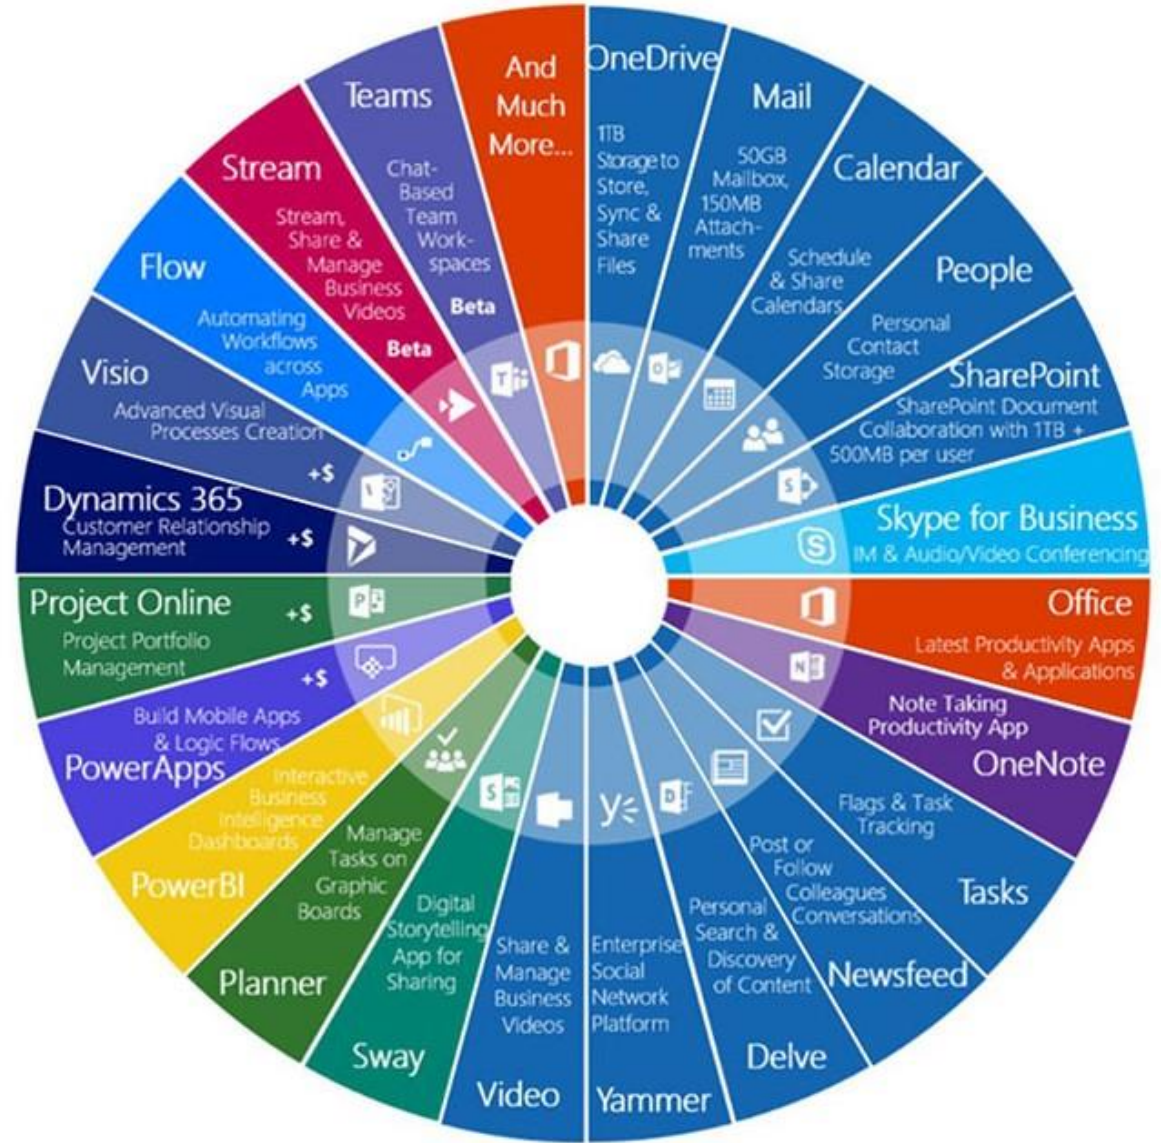 And
Much
More...
OneDrive
1TB
Storage to
Store,
Sync &
Share
Files
Mail
50GB
Mailbox,
150MB
Attach-
ments
Calendar
Schedule
& Share
Calendars
People
Personal
Contact
Storage
SharePoint
SharePoint Document
Collaboration with 1TB +
500MB per user
Skype for Business
IM & Audio/Video Conferencing
Office
Latest Productivity Apps
& Applications
Note Taking
Productivity App
OneNote
Flags & Task
Tracking
Tasks
Post or
Follow
Colleagues
Conversations
Newsfeed
Personal
Search &
Discovery
of Content
Delve
Enterprise
Social
Network
Platform
Yammer
Share &
Manage
Business
Videos
Video
Digital
Storytelling
App for
Sharing
Sway
Manage
Tasks on
Graphic
Boards
Planner
Interactive
Business
Intelligence
Dashboards
PowerBI
+$
Build Mobile Apps
& Logic Flows
PowerApps
Project Online
+$
Project Portfolio
Management
Dynamics 365
Customer Relationship
Management
+$
Visio
Advanced Visual
Processes Creation
+$
Flow
Automating
Workflows
across
Apps
Stream
Stream,
Share &
Manage
Business
Videos
Beta
Teams
Chat-
Based
Team
Work-
spaces
Beta